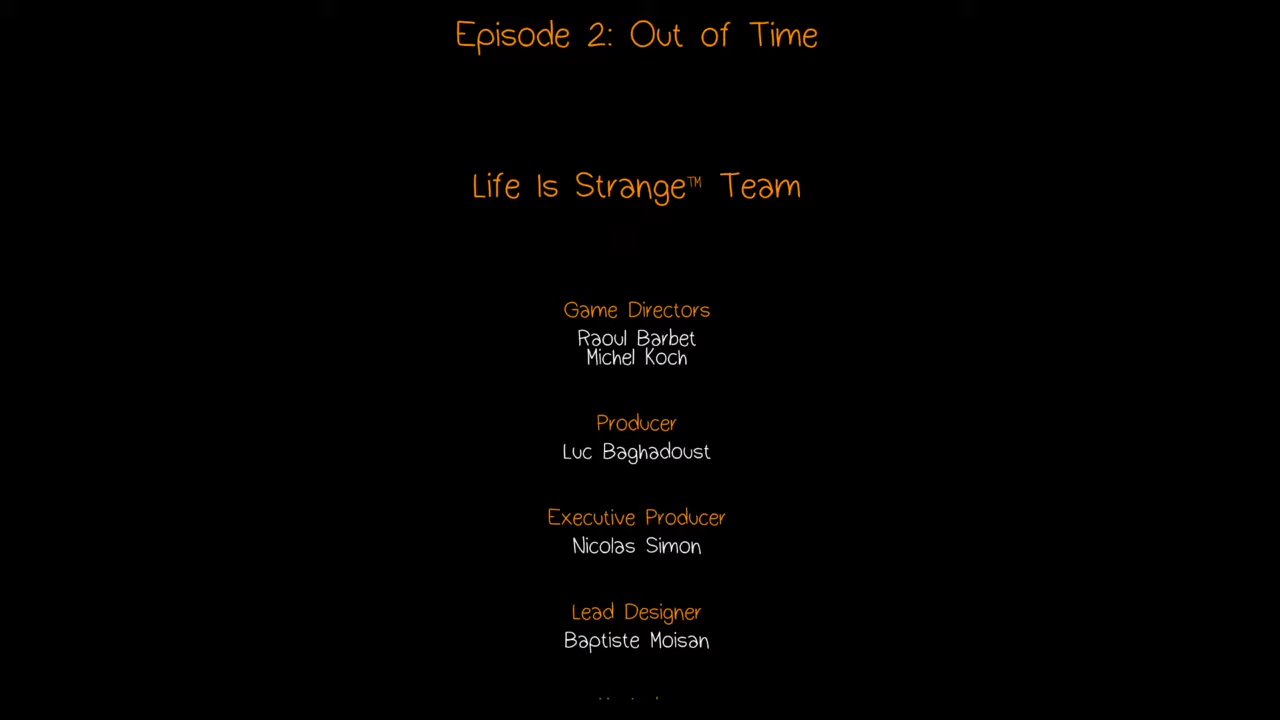 Episode 2: Out of Time
Life Is Strange™ Team
Game Directors
Raoul Barbet
Michel Koch
Producer
Luc Baghadoust
Executive Producer
Nicolas Simon
Lead Designer
Baptiste Moisan